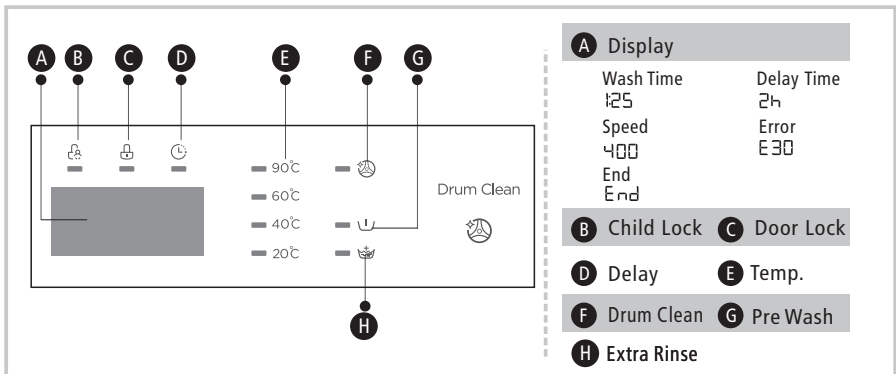 A B C D E F G
90℃
60℃
Drum Clean
40℃
20℃
H
A Display
Wash Time Delay Time
1:25 2h
Speed Error
400 E30
End
End
B Child Lock C Door Lock
D Delay E Temp.
F Drum Clean G Pre Wash
H Extra Rinse